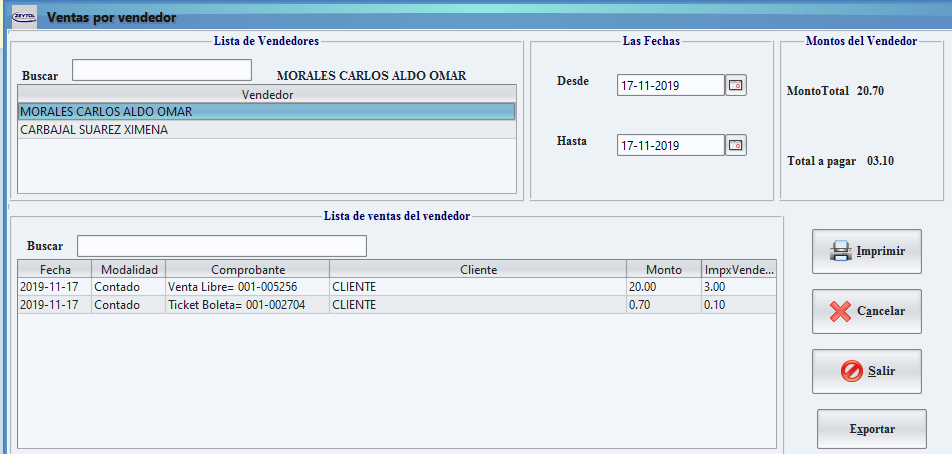 ZEYTOL Ventas por vendedor
Lista de Vendedores
Buscar MORALES CARLOS ALDO OMAR
Vendedor
MORALES CARLOS ALDO OMAR
CARBAJAL SUAREZ XIMENA
Las Fechas
Desde 17-11-2019
Hasta 17-11-2019
Montos del Vendedor
MontoTotal 20.70
Total a pagar 03.10
Lista de ventas del vendedor
Buscar
Fecha Modalidad Comprobante Cliente Monto ImpxVende...
2019-11-17 Contado Venta Libre= 001-005256 CLIENTE 20.00 3.00
2019-11-17 Contado Ticket Boleta= 001-002704 CLIENTE 0.70 0.10
Imprimir
Cancelar
Salir
Exportar